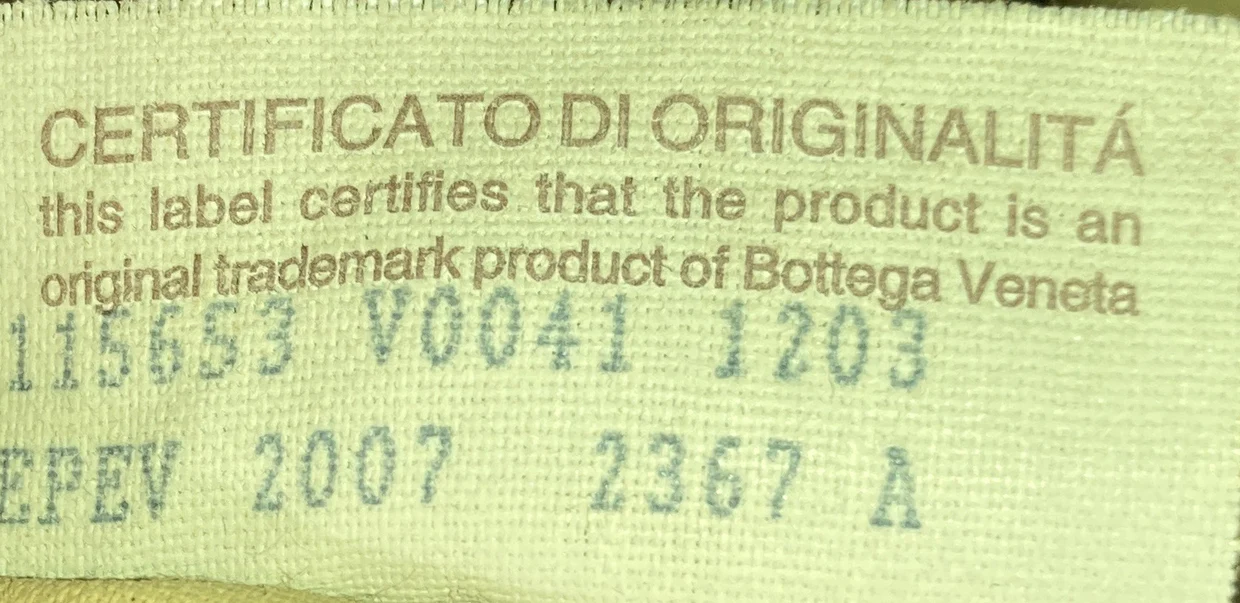 CERTIFICATO DI ORIGINALITÁ
this label certifies that the product is an
original trademark product of Bottega Veneta
115653 V0041 1203
EPEV 2007 2367 A